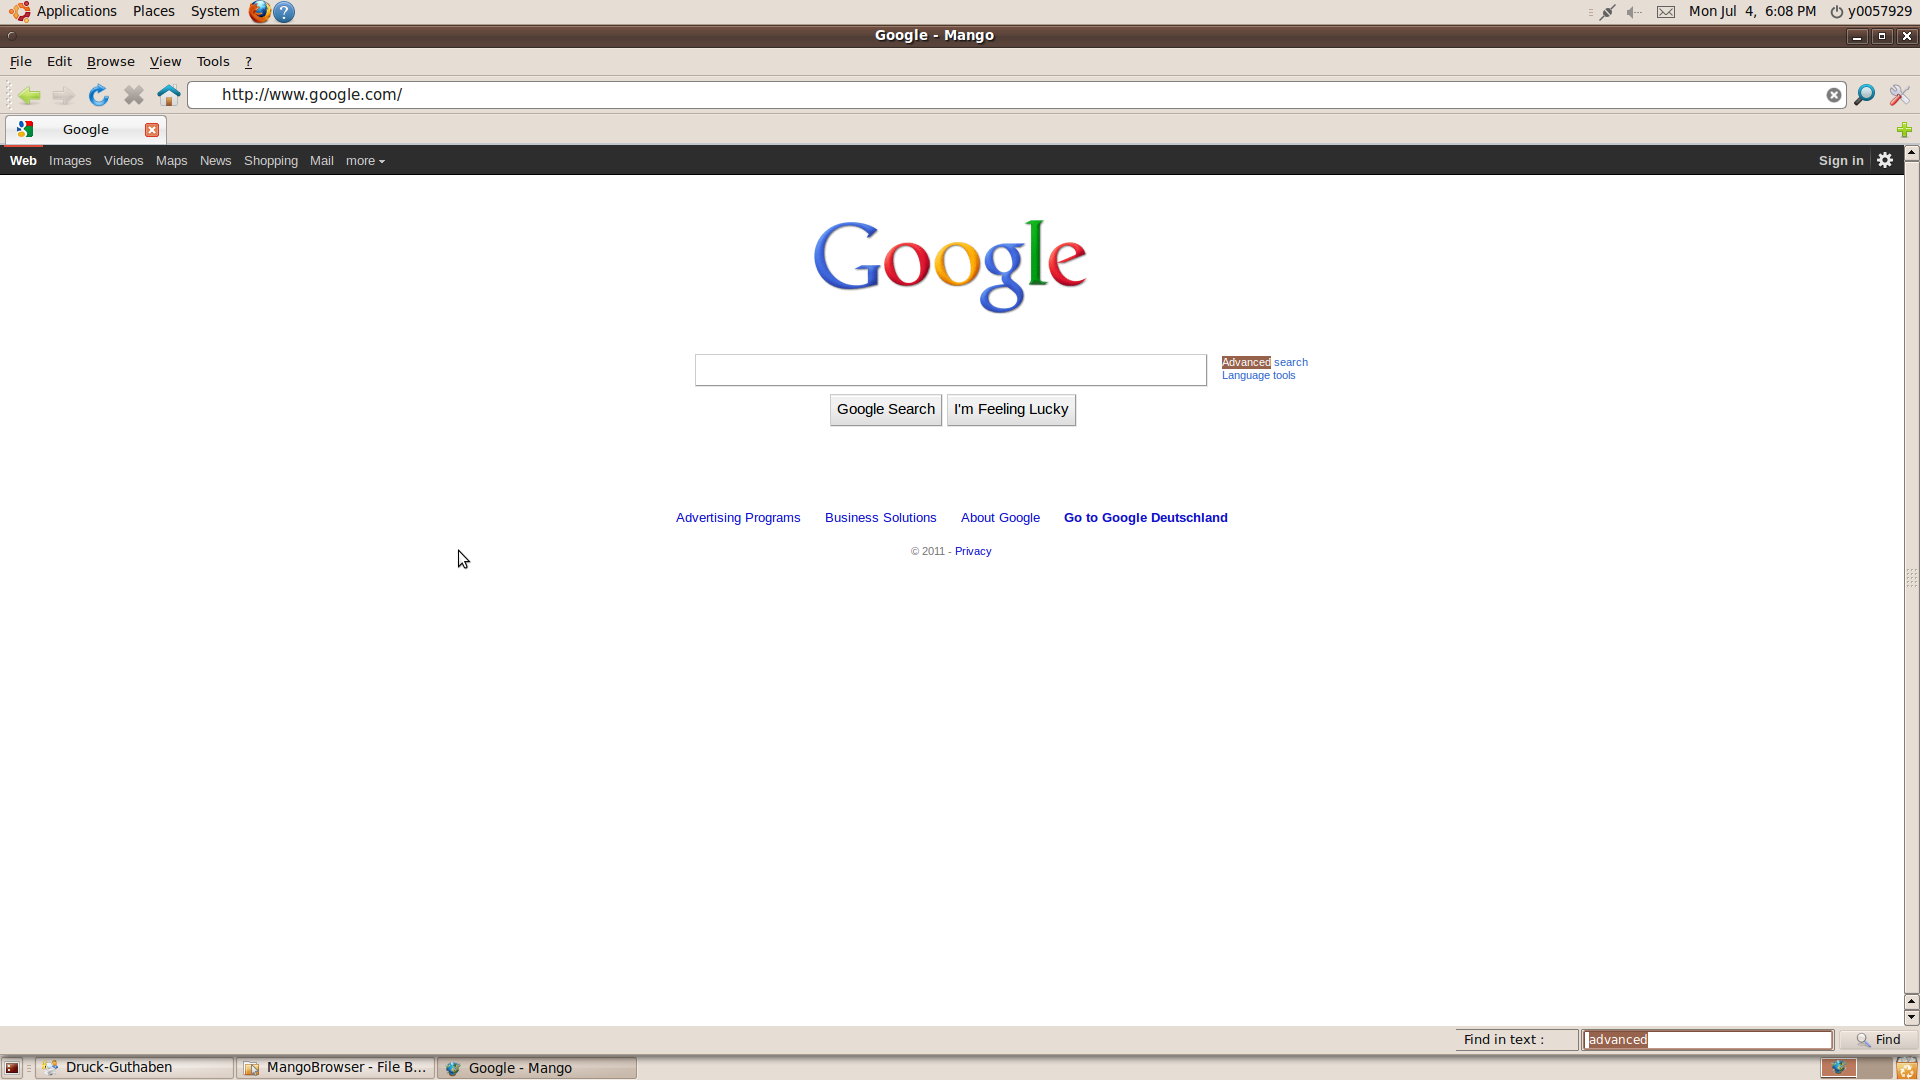 Applications Places System Mon Jul 4, 6:08 PM y0057929
Google - Mango
File Edit Browse View Tools ?
http://www.google.com/
Google
Web Images Videos Maps News Shopping Mail more Sign in
Google
Advanced search
Language tools
Google Search I'm Feeling Lucky
Advertising Programs Business Solutions About Google Go to Google Deutschland
© 2011 - Privacy
Find in text : advanced Find
Druck-Guthaben MangoBrowser - File B... Google - Mango